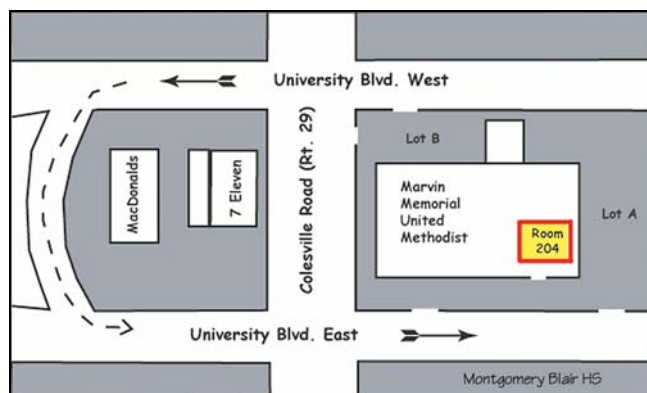 University Blvd. West
Lot B
Colesville Road (Rt. 29)
MacDonalds
7 Eleven
Marvin
Memorial
United
Methodist
Lot A
Room
204
University Blvd. East
Montgomery Blair HS